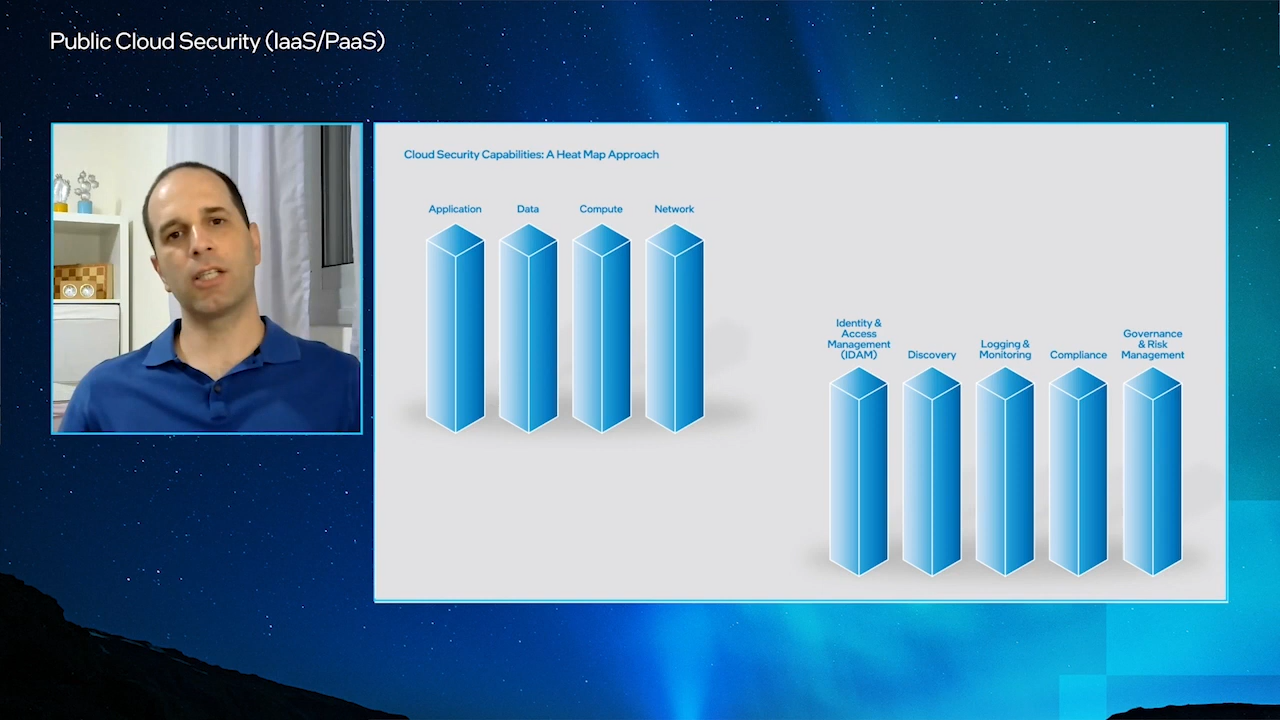 Public Cloud Security (IaaS/PaaS)
Cloud Security Capabilities: A Heat Map Approach
Application
Data
Compute
Network
Identity &
Access
Management
(IDAM)
Discovery
Logging &
Monitoring
Compliance
Governance
& Risk
Management